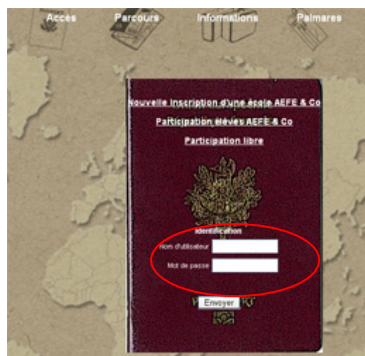 Accès Parcours Informations Palmares
Nouvelle Inscription d'une école AEFE & Co
Participation élèves AEFE & Co
Participation libre
Identification
Nom d'utilisateur
Mot de passe
Envoyer